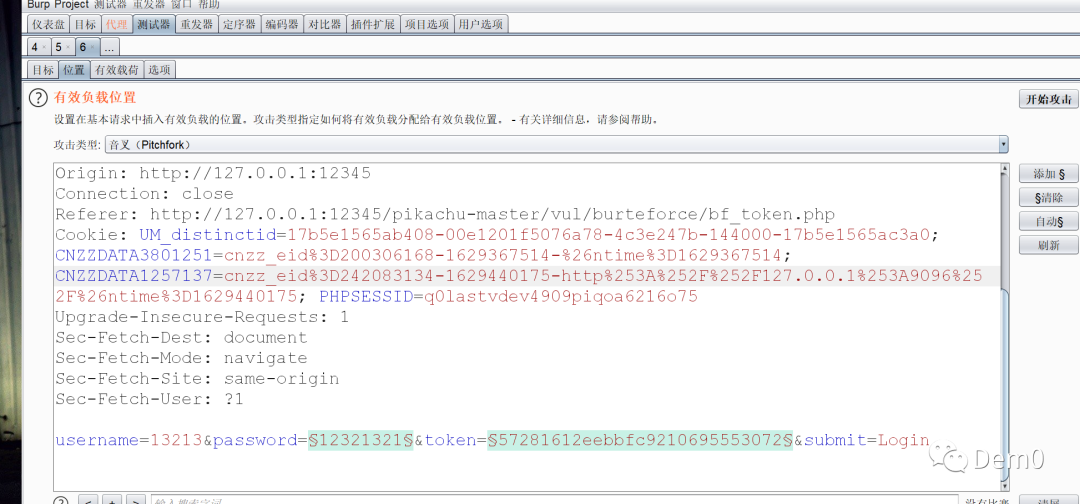 Burp Project 测试器 重发器 窗口 帮助
仪表盘 目标 代理 测试器 重发器 定序器 编码器 对比器 插件扩展 项目选项 用户选项
4 × 5 × 6 × ...
目标 位置 有效载荷 选项
? 有效负载位置
开始攻击
设置在基本请求中插入有效负载的位置。攻击类型指定如何将有效负载分配给有效负载位置。 - 有关详细信息，请参阅帮助。
攻击类型: 音叉（Pitchfork）
Origin: http://127.0.0.1:12345
Connection: close
Referer: http://127.0.0.1:12345/pikachu-master/vul/burteforce/bf_token.php
Cookie: UM_distinctid=17b5e1565ab408-00e1201f5076a78-4c3e247b-144000-17b5e1565ac3a0;
CNZZDATA3801251=cnzz_eid%3D200306168-1629367514-%26ntime%3D1629367514;
CNZZDATA1257137=cnzz_eid%3D242083134-1629440175-http%253A%252F%252F127.0.0.1%253A9096%25
2F%26ntime%3D1629440175; PHPSESSID=q0lastvdev4909piqoa6216o75
Upgrade-Insecure-Requests: 1
Sec-Fetch-Dest: document
Sec-Fetch-Mode: navigate
Sec-Fetch-Site: same-origin
Sec-Fetch-User: ?1
username=13213&password=§12321321§&token=§57281612eebbfc9210695553072§&submit=Login
添加 §
§清除
自动§
刷新
Dem0
? < + > 输入搜索字词
没有比赛
清屏